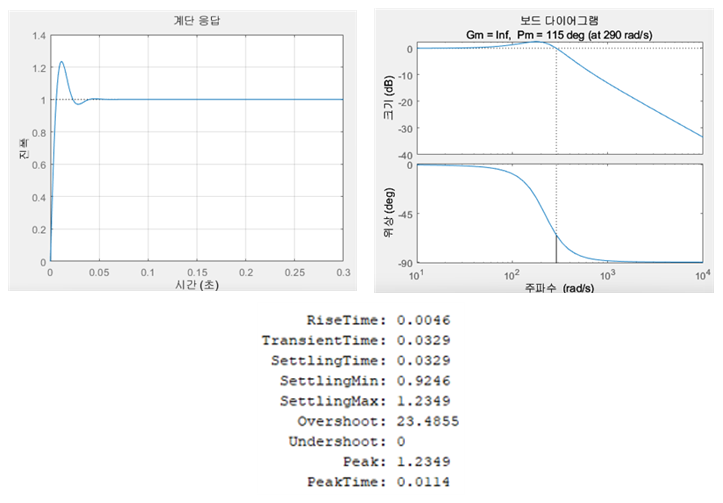 계단 응답
1.4
1.2
1
0.8
0.6
0.4
0.2
0
진폭
0 0.05 0.1 0.15 0.2 0.25 0.3
시간 (초)
보드 다이어그램
Gm = Inf, Pm = 115 deg (at 290 rad/s)
0
-10
-20
-30
-40
크기 (dB)
0
-45
-90
위상 (deg)
10^1 10^2 10^3 10^4
주파수 (rad/s)
RiseTime: 0.0046
TransientTime: 0.0329
SettlingTime: 0.0329
SettlingMin: 0.9246
SettlingMax: 1.2349
Overshoot: 23.4855
Undershoot: 0
Peak: 1.2349
PeakTime: 0.0114